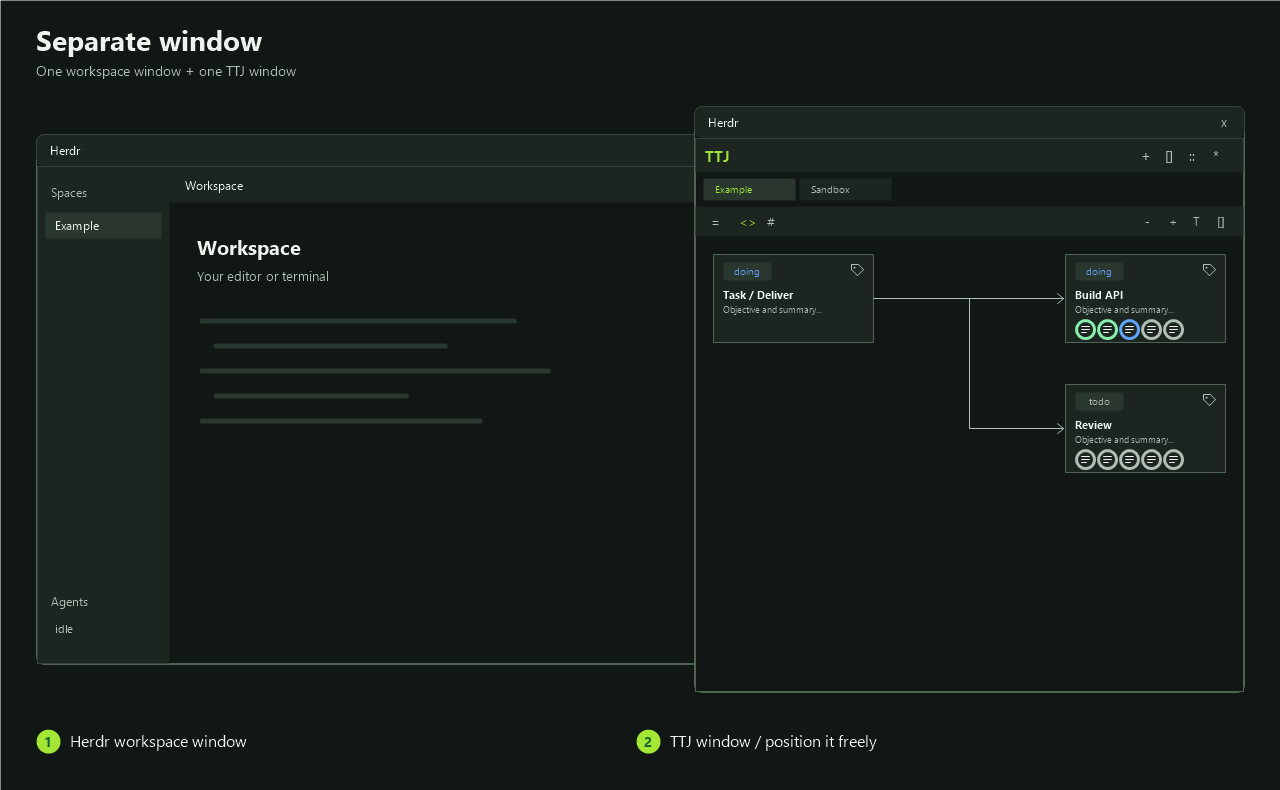 Separate window
One workspace window + one TTJ window
Herdr
Spaces
Example
Workspace
Workspace
Your editor or terminal
Agents
idle
Herdr x
TTJ + [] :: *
Example Sandbox
= <> # - + T []
doing
Task / Deliver
Objective and summary...
doing
Build API
Objective and summary...
todo
Review
Objective and summary...
1 Herdr workspace window
2 TTJ window / position it freely